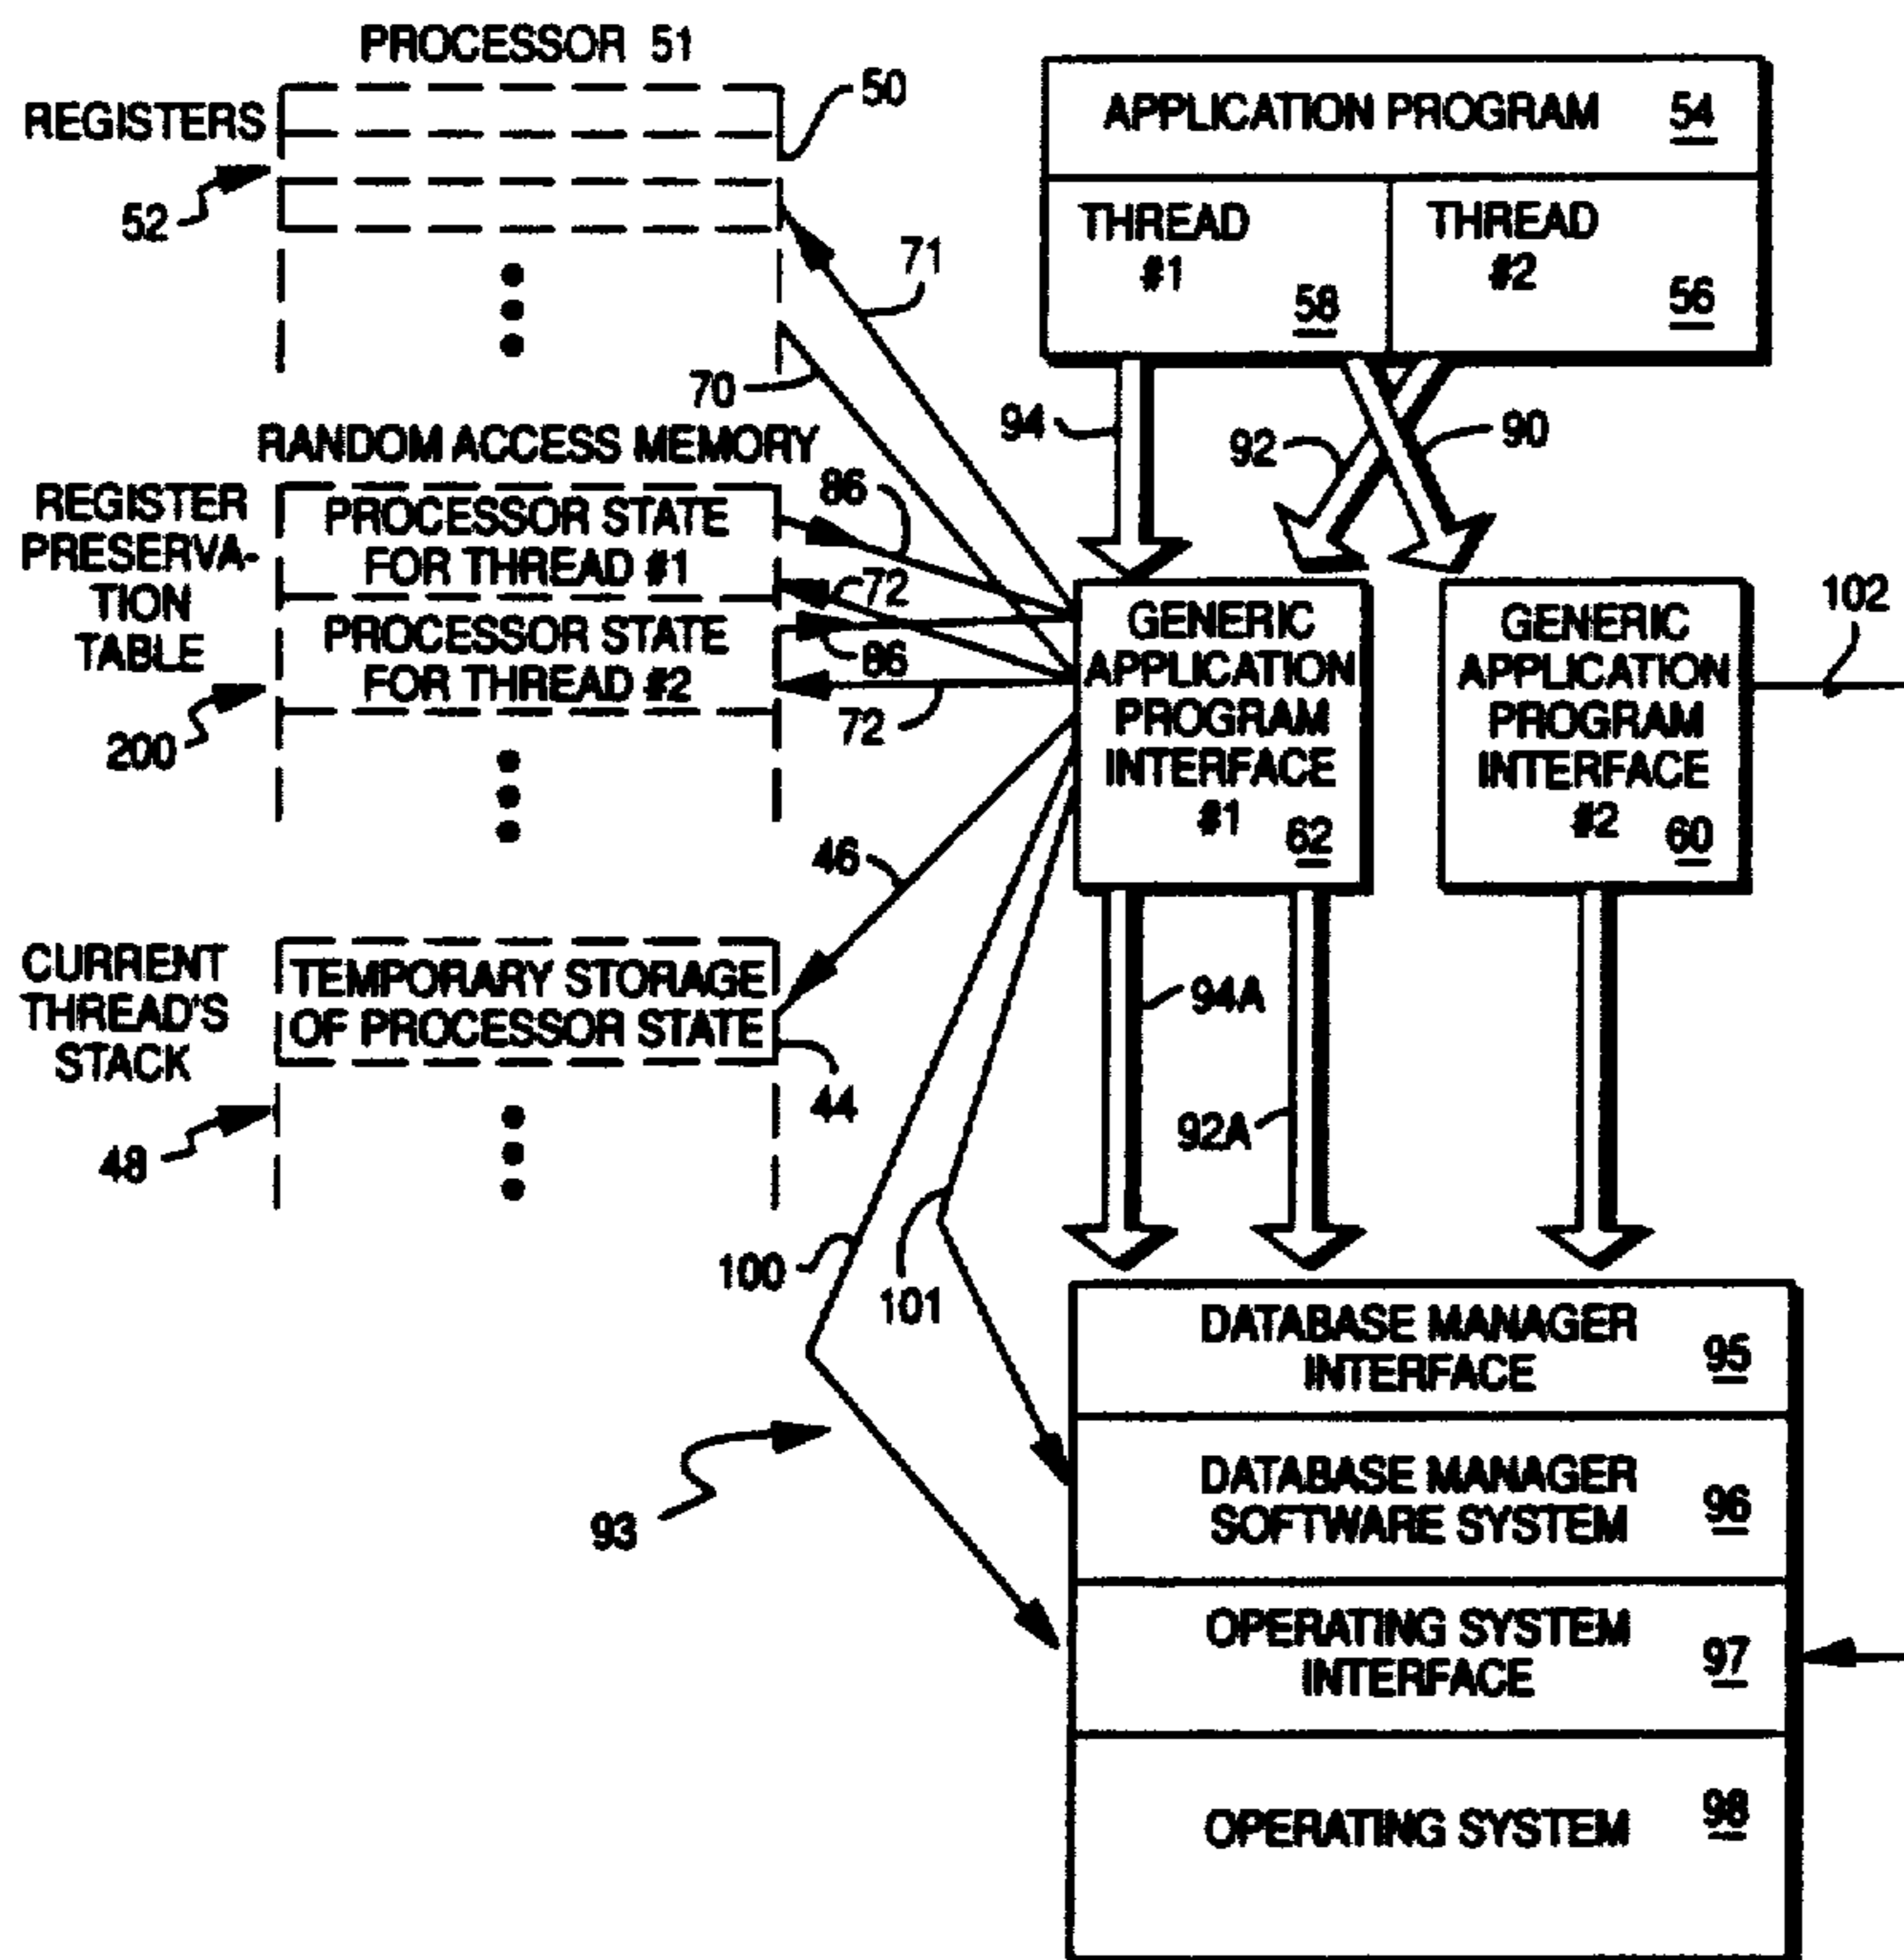 PROCESSOR 51
REGISTERS
50
52
71
70
APPLICATION PROGRAM 54
THREAD
#1
58
THREAD
#2
56
94
92
90
RANDOM ACCESS MEMORY
REGISTER
PRESERVA-
TION
TABLE
200
PROCESSOR STATE
FOR THREAD #1
PROCESSOR STATE
FOR THREAD #2
86
72
86
72
GENERIC
APPLICATION
PROGRAM
INTERFACE
#1
62
GENERIC
APPLICATION
PROGRAM
INTERFACE
#2
60
102
46
CURRENT
THREAD'S
STACK
48
TEMPORARY STORAGE
OF PROCESSOR STATE
44
94A
92A
100
101
93
DATABASE MANAGER
INTERFACE
95
DATABASE MANAGER
SOFTWARE SYSTEM
96
OPERATING SYSTEM
INTERFACE
97
OPERATING SYSTEM
98